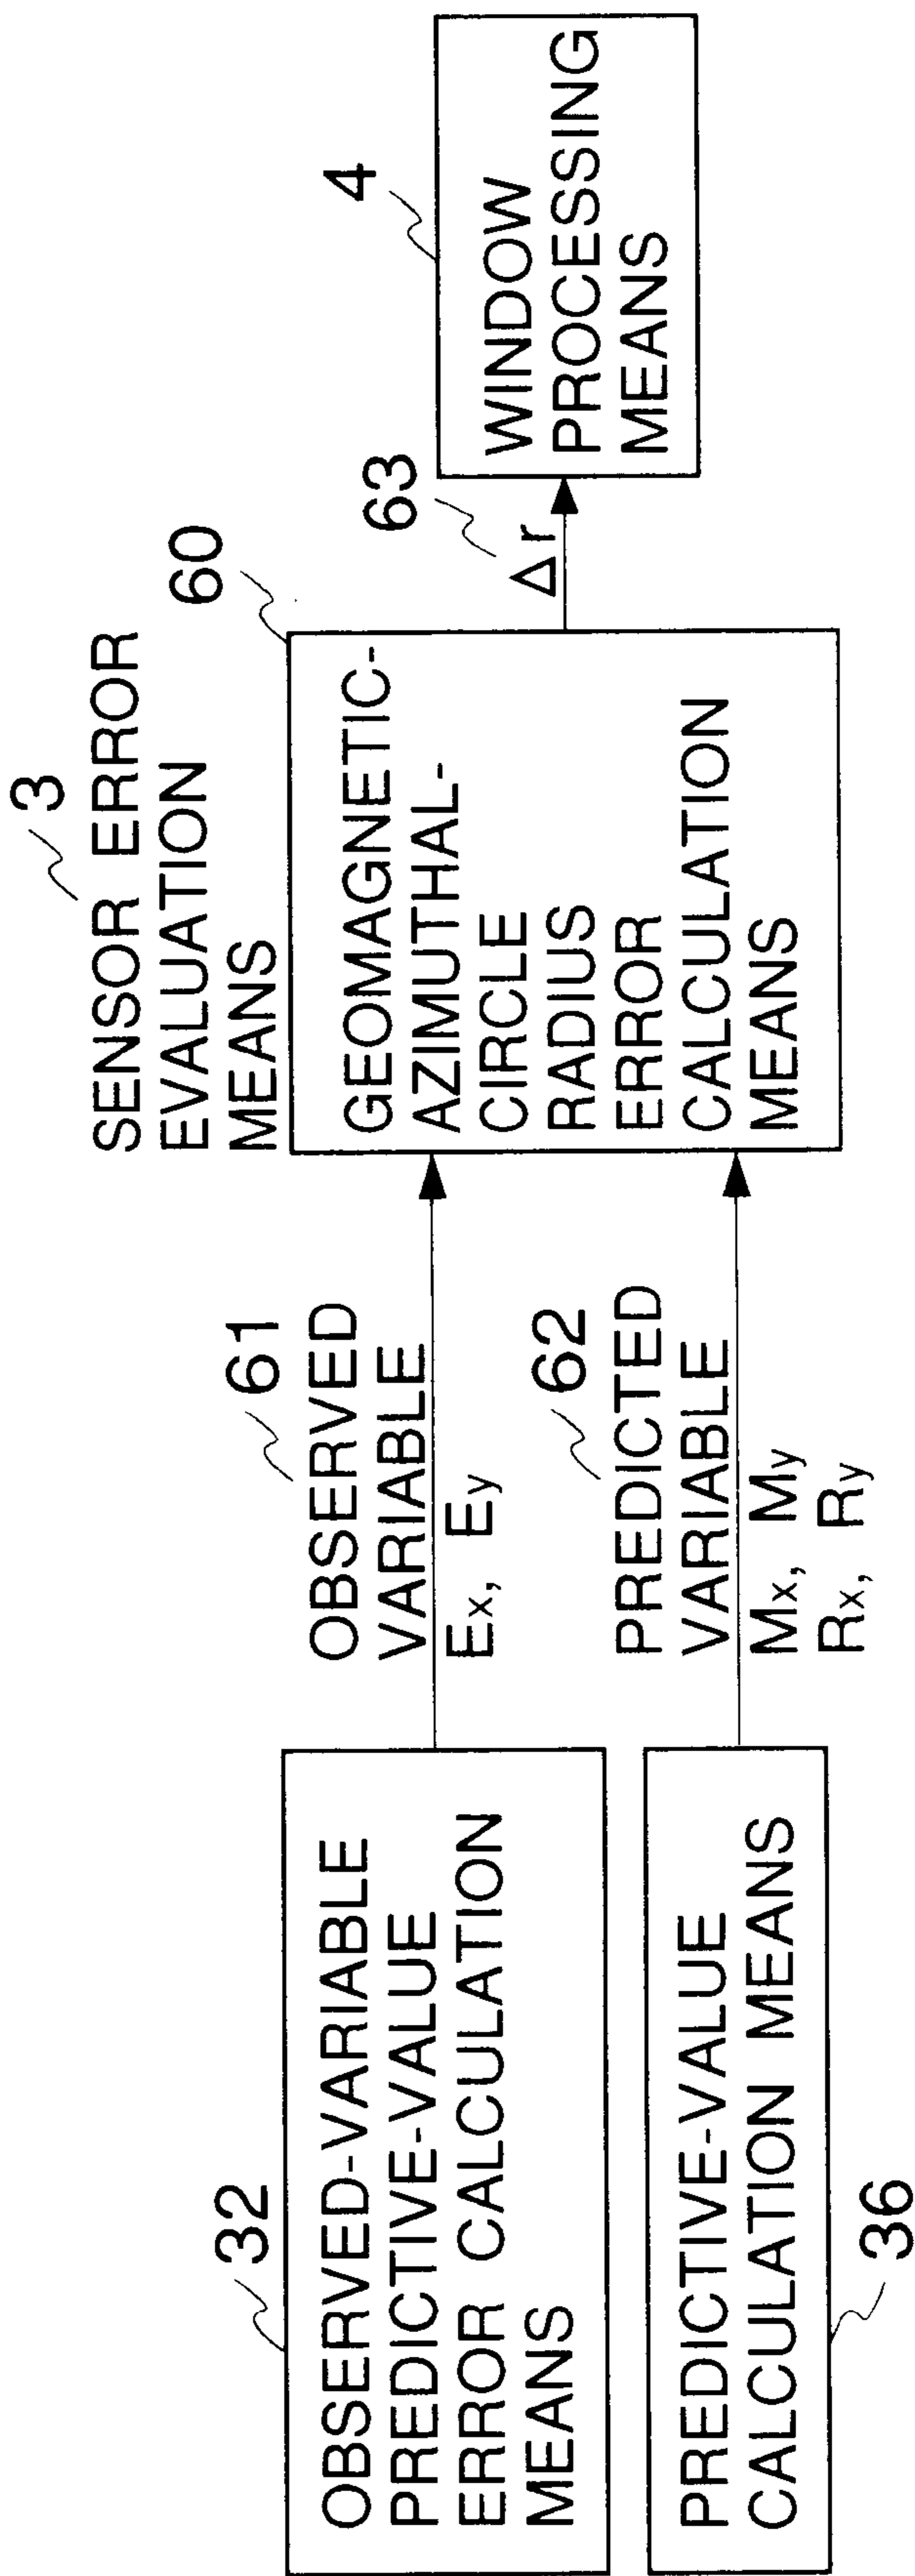 32
OBSERVED-VARIABLE
PREDICTIVE-VALUE
ERROR CALCULATION
MEANS
PREDICTIVE-VALUE
CALCULATION MEANS
36
61
OBSERVED
VARIABLE
Ex, Ey
62
PREDICTED
VARIABLE
Mx, My
Rx, Ry
3
SENSOR ERROR
EVALUATION
MEANS
60
GEOMAGNETIC-
AZIMUTHAL-
CIRCLE
RADIUS
ERROR
CALCULATION
MEANS
63
Δr
4
WINDOW
PROCESSING
MEANS